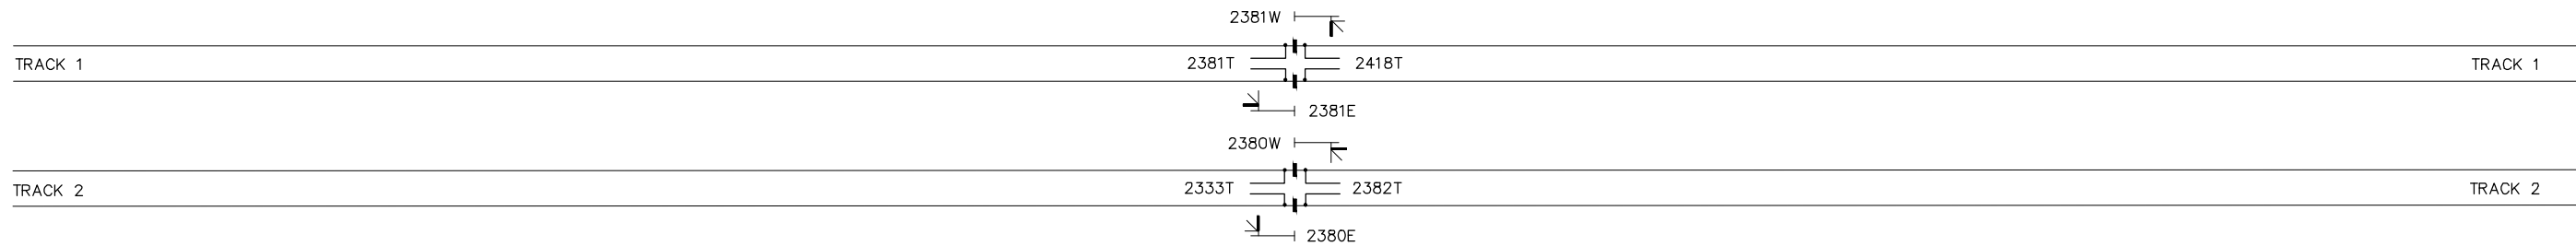 2381W
TRACK 1 2381T 2418T TRACK 1
2381E
2380W
TRACK 2 2333T 2382T TRACK 2
2380E